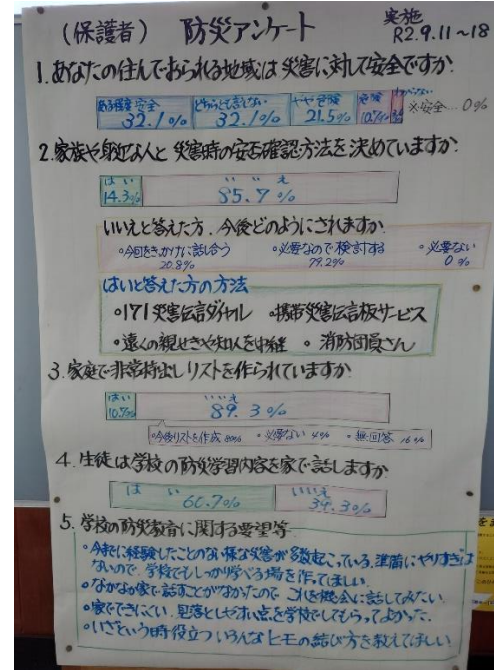 (保護者) 防災アンケート
実施
R2.9.11~18
1.あなたの住んでおられる地域は災害に対して安全ですか.
ある程度安全 32.1%
どちらとも言えない 32.1%
やや危険 21.5%
危険 10.7%
わからない
※安全…0%
2.家族や身近な人と災害時の安否確認方法を決めていますか.
はい 14.3%
いいえ 85.7%
いいえと答えた方.今後どのようにされますか.
・今回をきっかけに話し合う 20.8%
・必要なので検討する 79.2%
・必要ない 0%
はいと答えた方の方法
・171災害伝言ダイヤル ・携帯災害伝言板サービス
・遠くの親せきや知人を中継 ・消防団員さん
3.家庭で非常持出しリストを作られていますか
はい 10.7%
いいえ 89.3%
・今後リストを作成 80% ・必要ない 4% ・無回答 16%
4.生徒は学校の防災学習内容を家で話しますか
はい 60.7%
いいえ 39.3%
5.学校の防災教育に関する要望等
・今までに経験したことのない様な災害が多数起こっている.準備にやりすぎは
ないので、学校でもしっかり学べる場を作ってほしい.
・なかなか家で話すことがなかったので これを機会に話してみたい.
・家でできにくい、見落としやすい点を学校でしてもらってよかった.
・いざという時役立つ いろんなヒモの結び方を教えてほしい